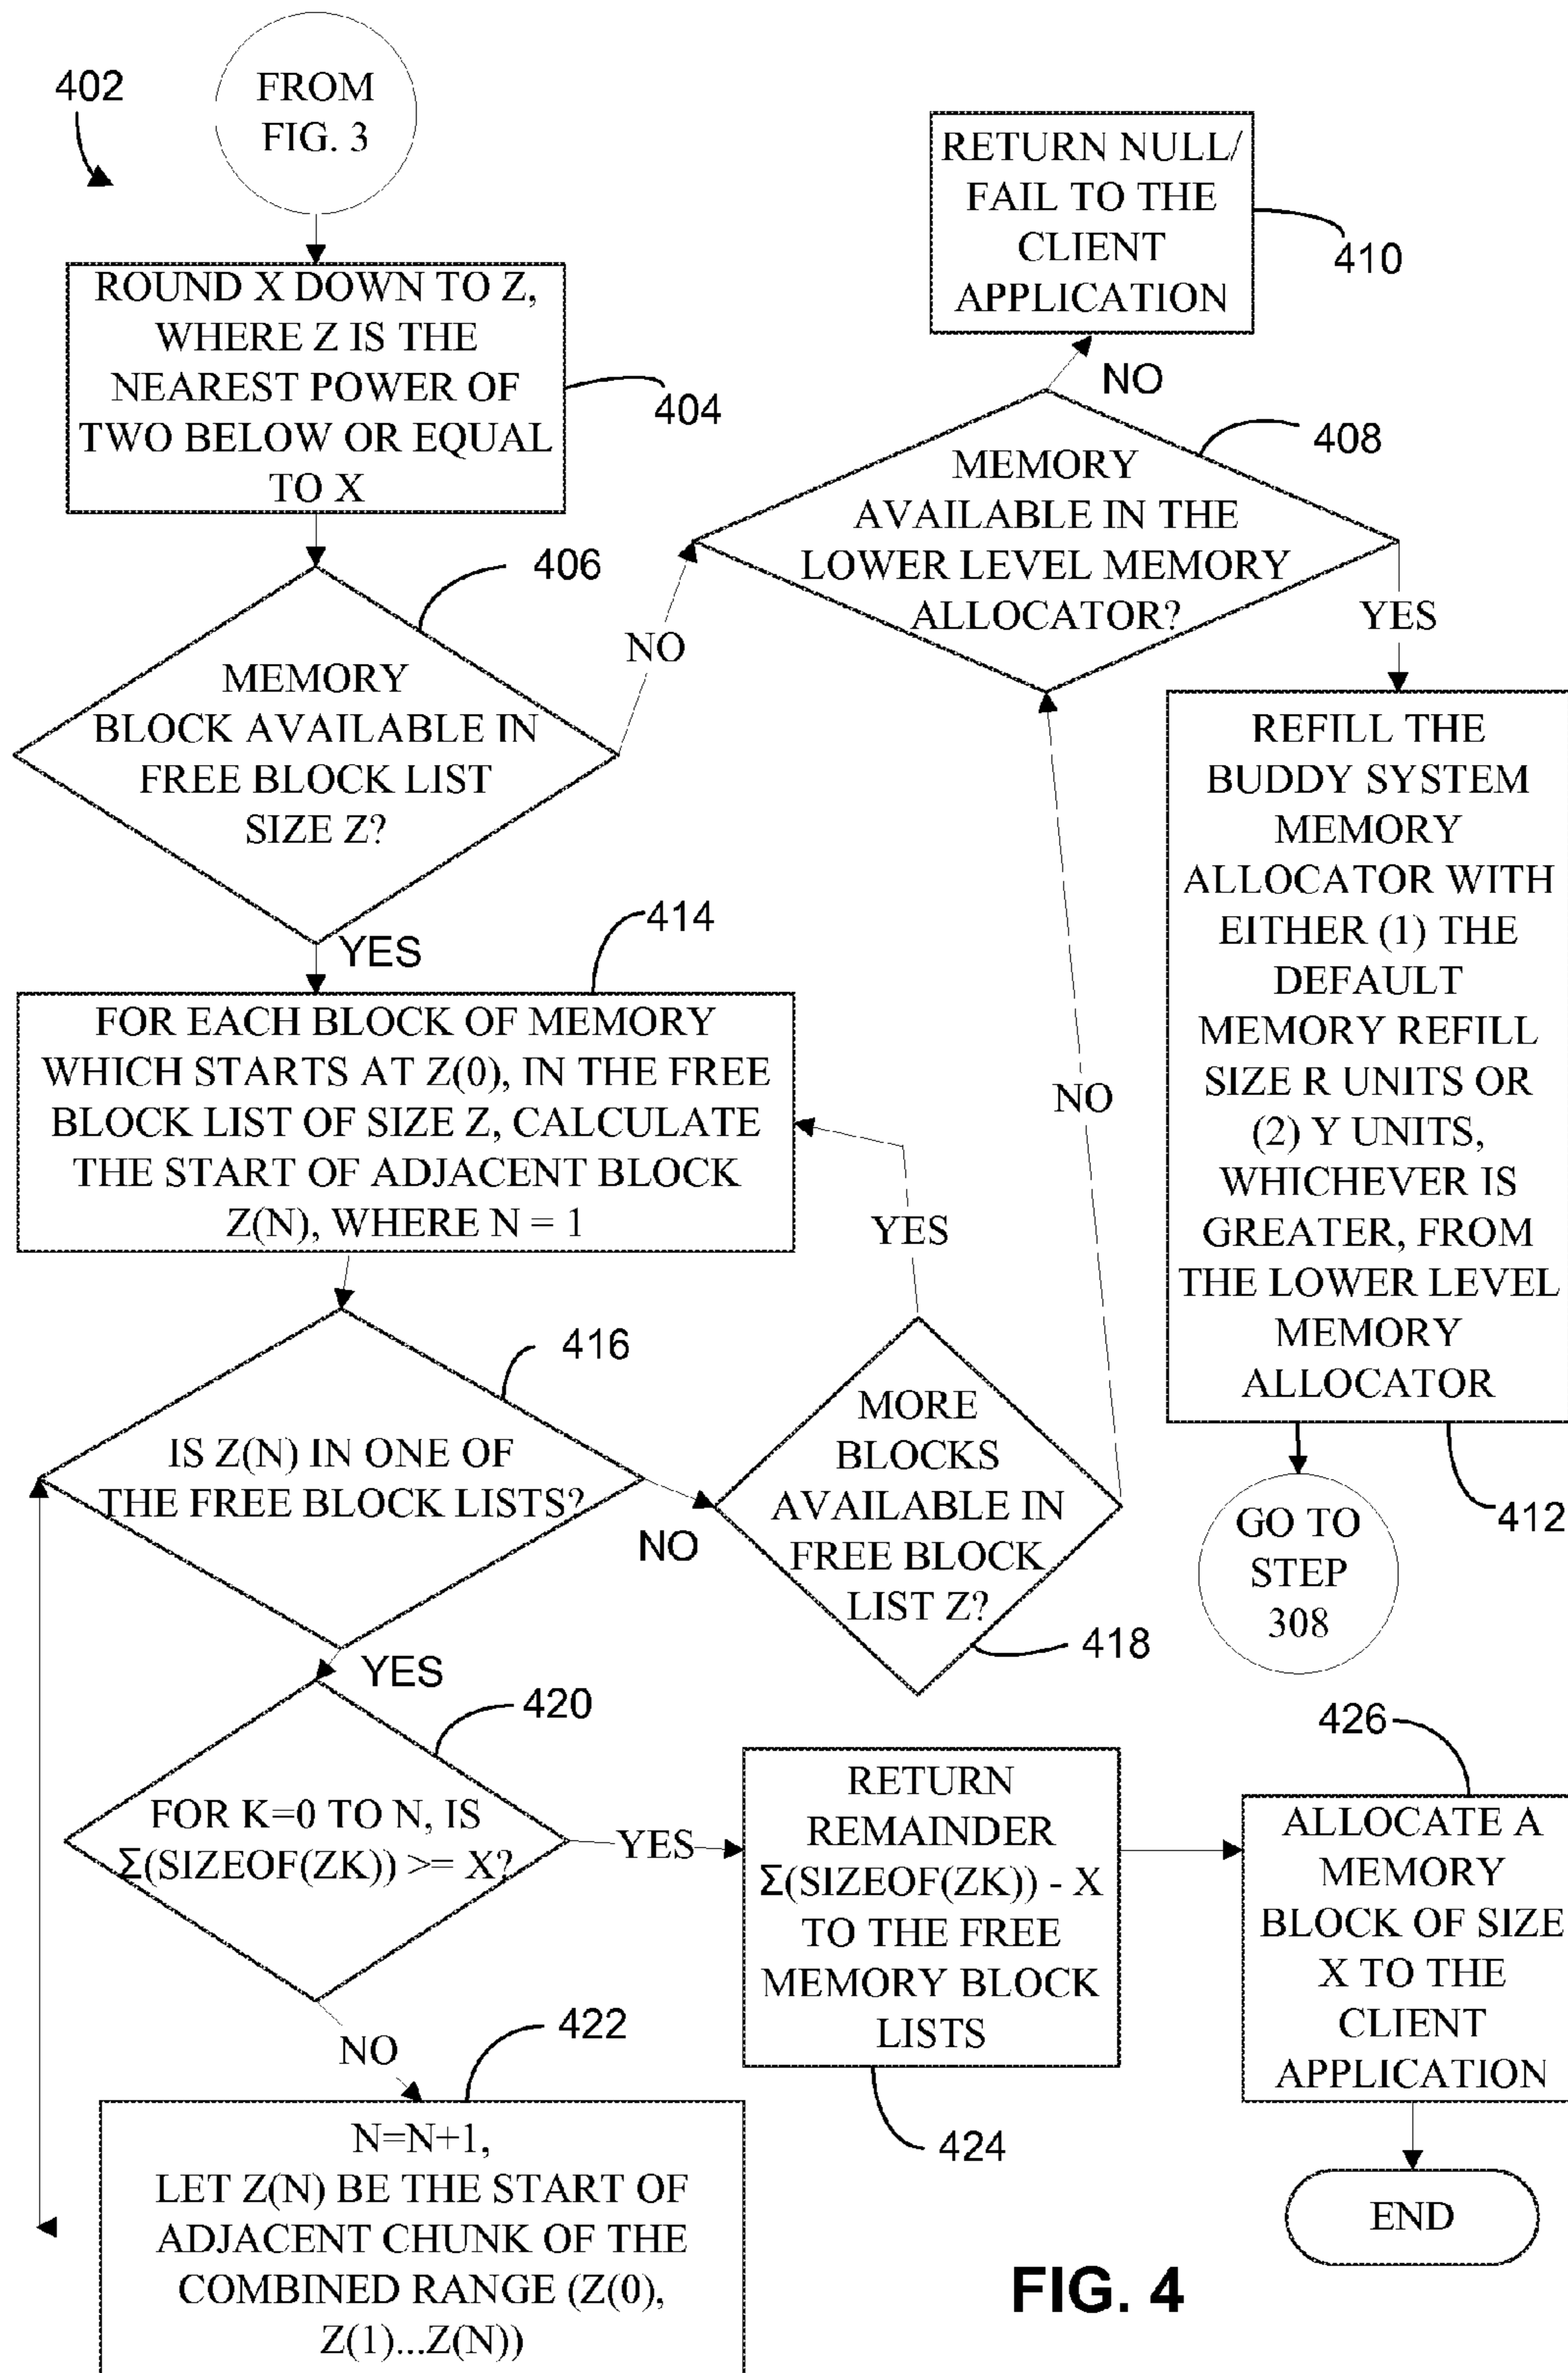 402
FROM
FIG. 3
ROUND X DOWN TO Z,
WHERE Z IS THE
NEAREST POWER OF
TWO BELOW OR EQUAL
TO X
404
RETURN NULL/
FAIL TO THE
CLIENT
APPLICATION
410
NO
MEMORY
AVAILABLE IN THE
LOWER LEVEL MEMORY
ALLOCATOR?
408
YES
MEMORY
BLOCK AVAILABLE IN
FREE BLOCK LIST
SIZE Z?
406
NO
YES
REFILL THE
BUDDY SYSTEM
MEMORY
ALLOCATOR WITH
EITHER (1) THE
DEFAULT
MEMORY REFILL
SIZE R UNITS OR
(2) Y UNITS,
WHICHEVER IS
GREATER, FROM
THE LOWER LEVEL
MEMORY
ALLOCATOR
412
GO TO
STEP
308
414
FOR EACH BLOCK OF MEMORY
WHICH STARTS AT Z(0), IN THE FREE
BLOCK LIST OF SIZE Z, CALCULATE
THE START OF ADJACENT BLOCK
Z(N), WHERE N = 1
YES
NO
416
IS Z(N) IN ONE OF
THE FREE BLOCK LISTS?
NO
MORE
BLOCKS
AVAILABLE IN
FREE BLOCK
LIST Z?
418
YES
420
FOR K=0 TO N, IS
Σ(SIZEOF(ZK)) >= X?
YES
RETURN
REMAINDER
Σ(SIZEOF(ZK)) - X
TO THE FREE
MEMORY BLOCK
LISTS
424
426
ALLOCATE A
MEMORY
BLOCK OF SIZE
X TO THE
CLIENT
APPLICATION
END
NO
422
N=N+1,
LET Z(N) BE THE START OF
ADJACENT CHUNK OF THE
COMBINED RANGE (Z(0),
Z(1)...Z(N))
FIG. 4